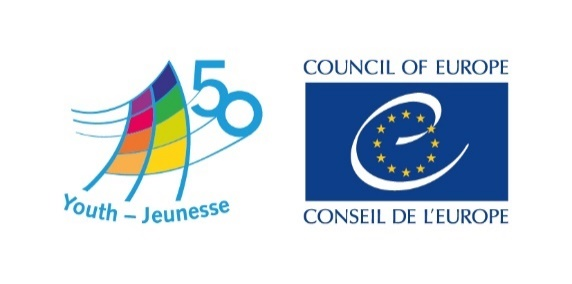 50
Youth – Jeunesse
COUNCIL OF EUROPE
CONSEIL DE L'EUROPE